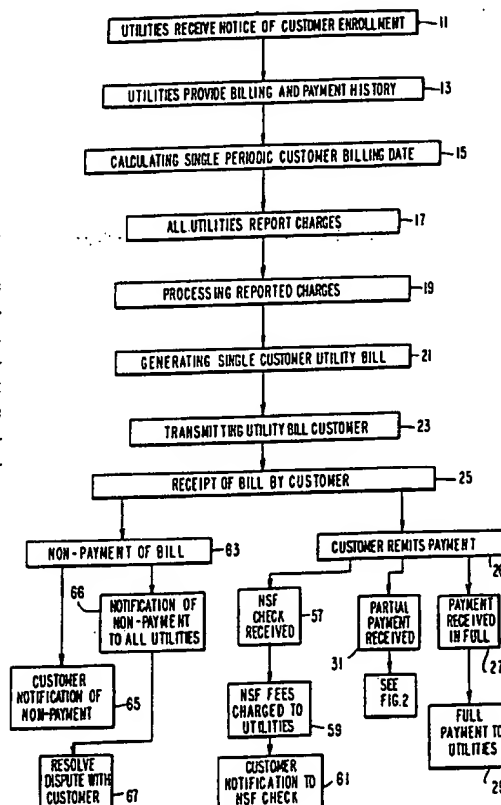 UTILITIES RECEIVE NOTICE OF CUSTOMER ENROLLMENT
11
UTILITIES PROVIDE BILLING AND PAYMENT HISTORY
13
CALCULATING SINGLE PERIODIC CUSTOMER BILLING DATE
15
ALL UTILITIES REPORT CHARGES
17
PROCESSING REPORTED CHARGES
19
GENERATING SINGLE CUSTOMER UTILITY BILL
21
TRANSMITTING UTILITY BILL CUSTOMER
23
RECEIPT OF BILL BY CUSTOMER
25
NON-PAYMENT OF BILL
63
CUSTOMER REMITS PAYMENT
66
NOTIFICATION OF
NON-PAYMENT
TO ALL UTILITIES
NSF
CHECK
RECEIVED
57
PARTIAL
PAYMENT
RECEIVED
31
PAYMENT
RECEIVED
IN FULL
27
CUSTOMER
NOTIFICATION OF
NON-PAYMENT
65
NSF FEES
CHARGED TO
UTILITIES
59
SEE
FIG.2
FULL
PAYMENT TO
UTILITIES
RESOLVE
DISPUTE WITH
CUSTOMER
67
CUSTOMER
NOTIFICATION TO
NSF CHECK
61